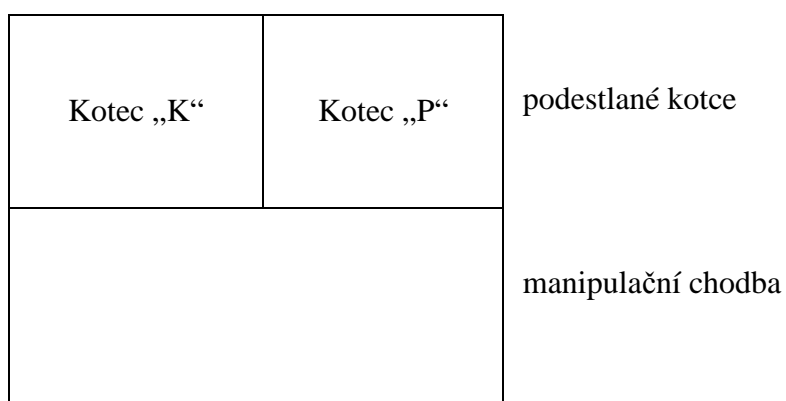 Kotec „K“
Kotec „P“
podestlané kotce
manipulační chodba